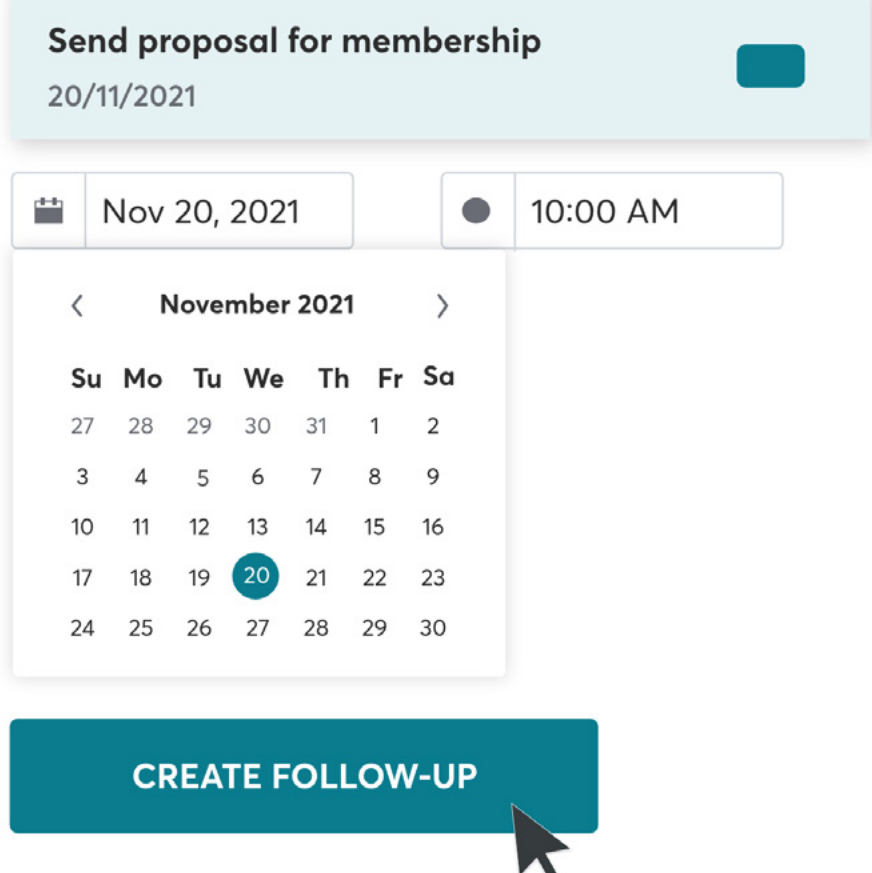 Send proposal for membership
20/11/2021
Nov 20, 2021 10:00 AM
November 2021
Su Mo Tu We Th Fr Sa
27 28 29 30 31 1 2
3 4 5 6 7 8 9
10 11 12 13 14 15 16
17 18 19 20 21 22 23
24 25 26 27 28 29 30
CREATE FOLLOW-UP